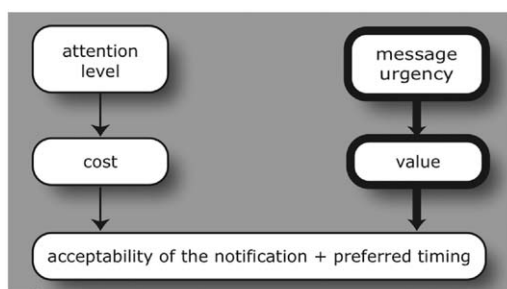 attention
level
message
urgency
cost
value
acceptability of the notification + preferred timing